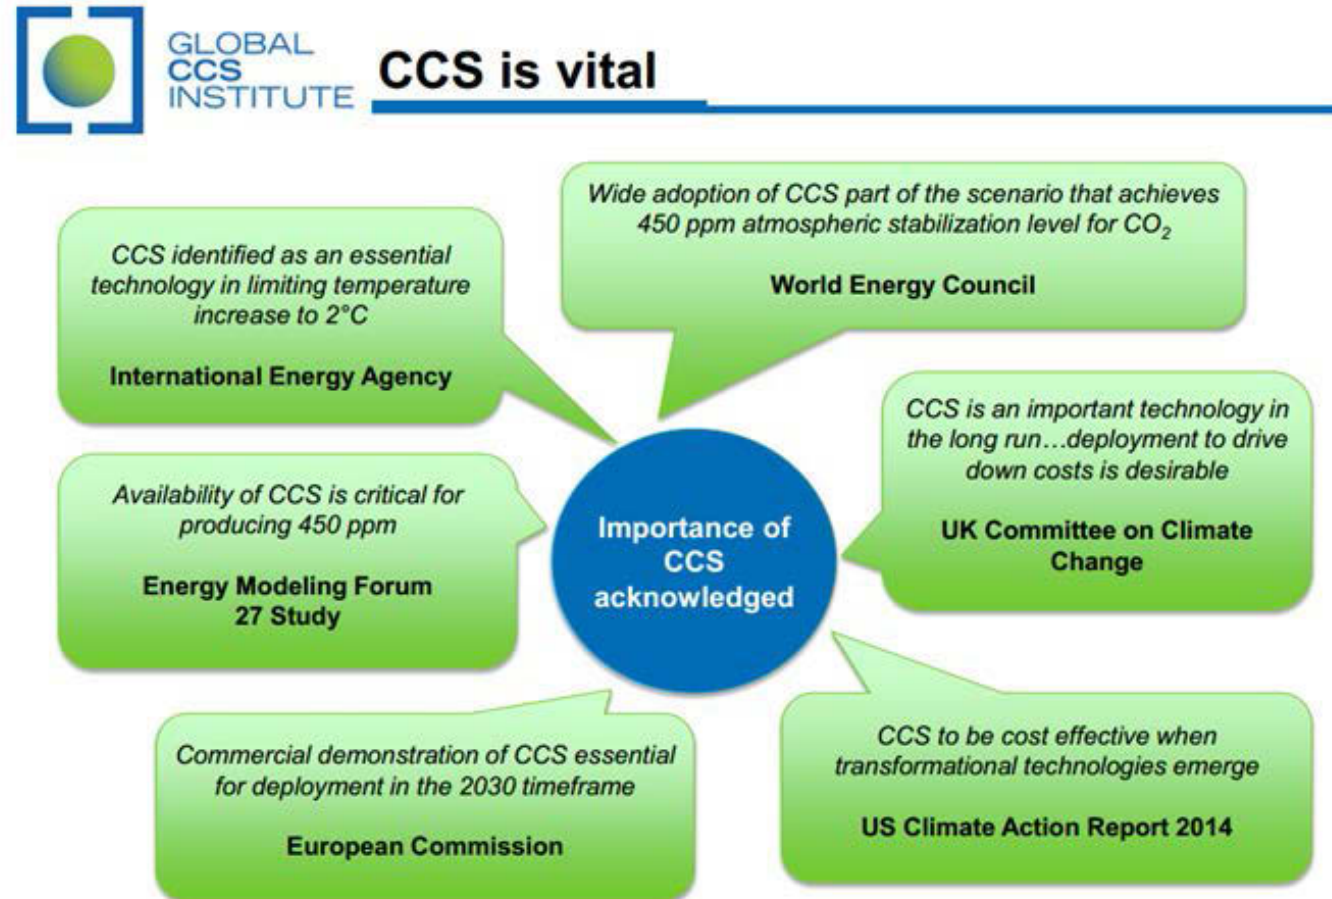 GLOBAL
CCS
INSTITUTE
CCS is vital
Wide adoption of CCS part of the scenario that achieves
450 ppm atmospheric stabilization level for CO₂
World Energy Council
CCS identified as an essential
technology in limiting temperature
increase to 2°C
International Energy Agency
CCS is an important technology in
the long run…deployment to drive
down costs is desirable
UK Committee on Climate
Change
Availability of CCS is critical for
producing 450 ppm
Energy Modeling Forum
27 Study
Importance of
CCS
acknowledged
Commercial demonstration of CCS essential
for deployment in the 2030 timeframe
European Commission
CCS to be cost effective when
transformational technologies emerge
US Climate Action Report 2014